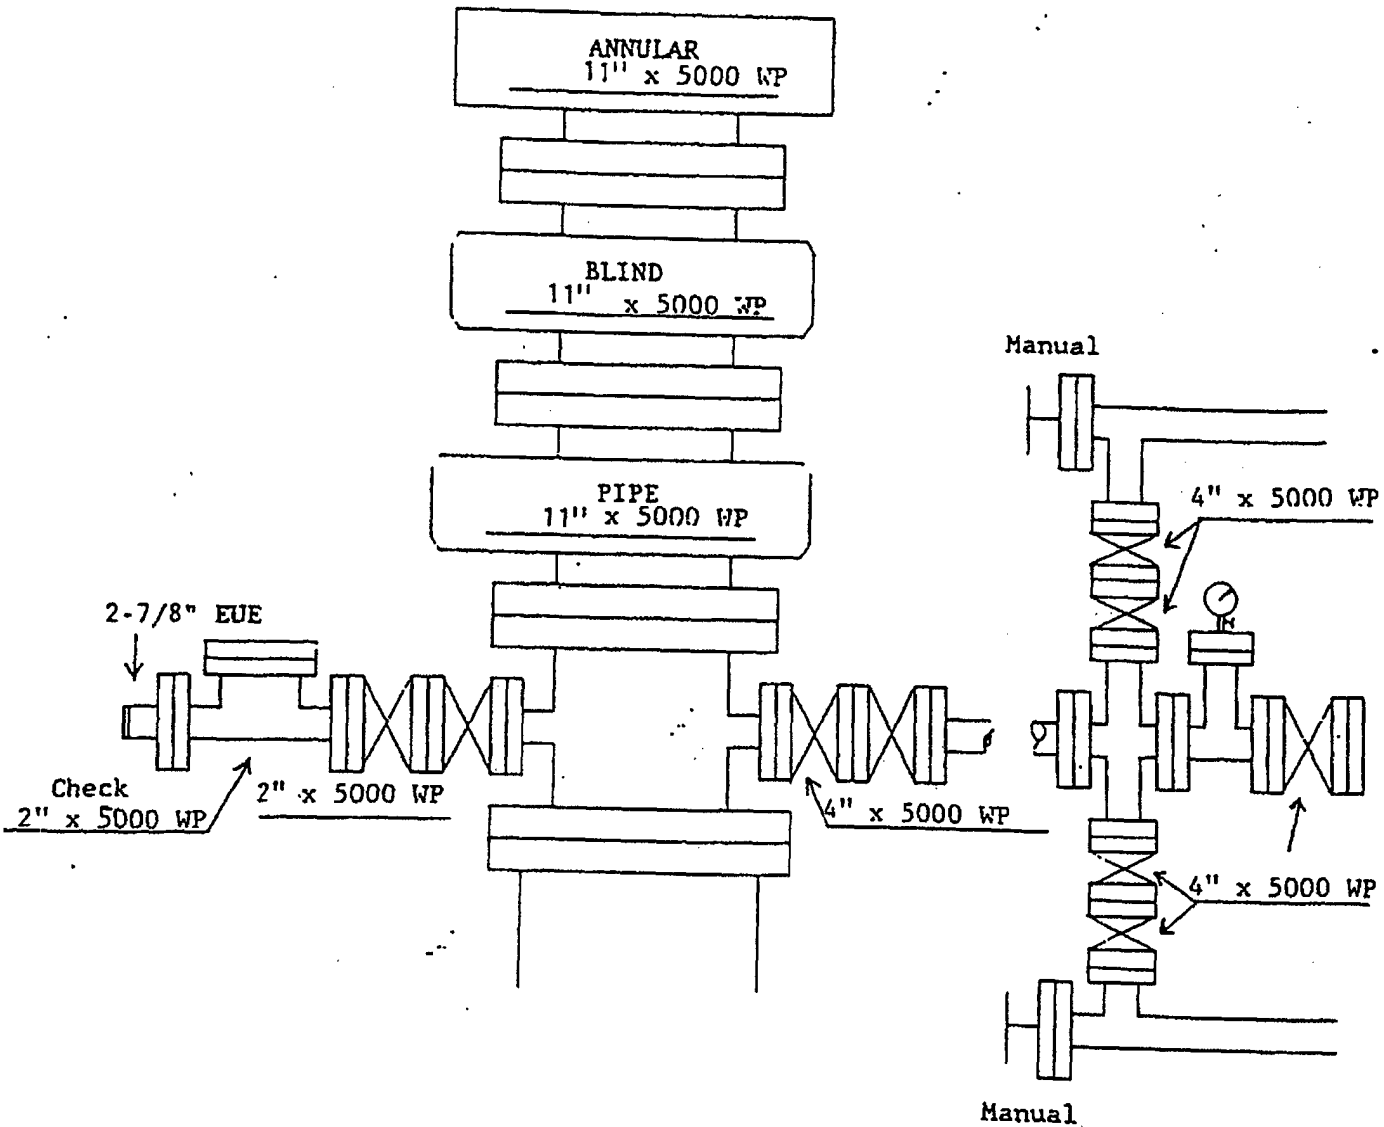 ANNULAR
11" x 5000 WP
BLIND
11" x 5000 WP
Manual
PIPE
11" x 5000 WP
4" x 5000 WP
2-7/8" EUE
Check
2" x 5000 WP
2" x 5000 WP
4" x 5000 WP
4" x 5000 WP
Manual